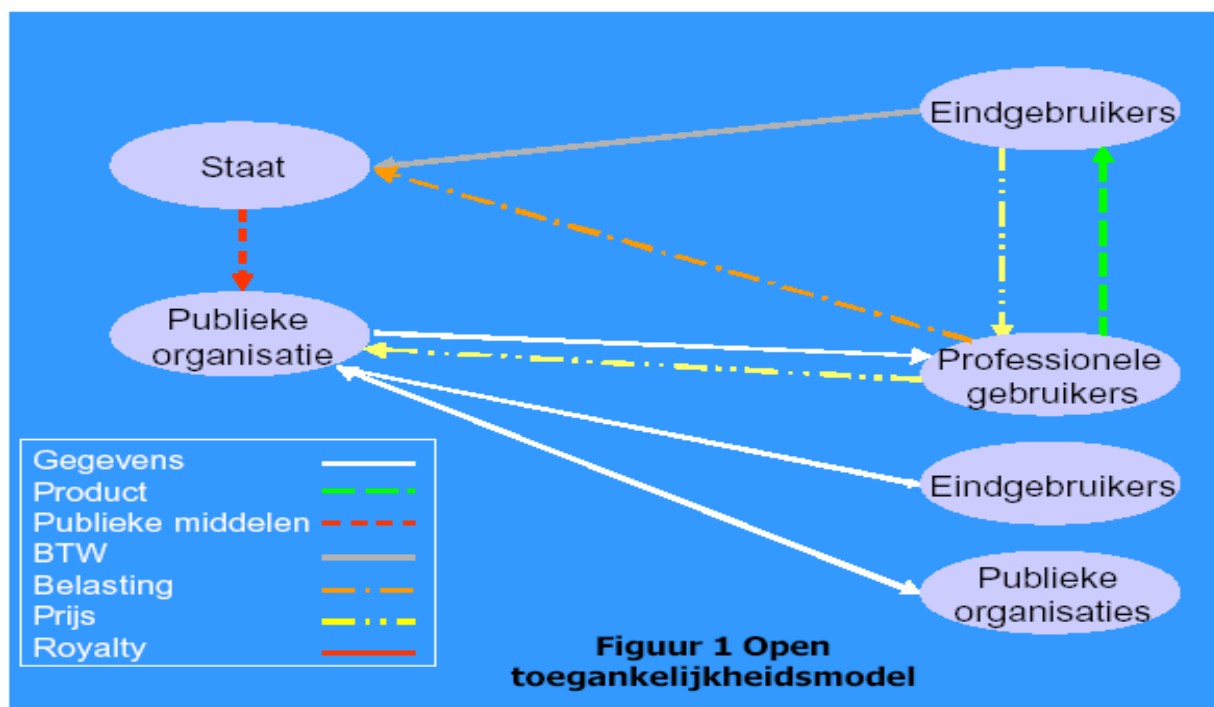 Eindgebruikers
Staat
Publieke
organisatie
Professionele
gebruikers
Eindgebruikers
Publieke
organisaties
Gegevens
Product
Publieke middelen
BTW
Belasting
Prijs
Royalty
Figuur 1 Open
toegankelijkheidsmodel